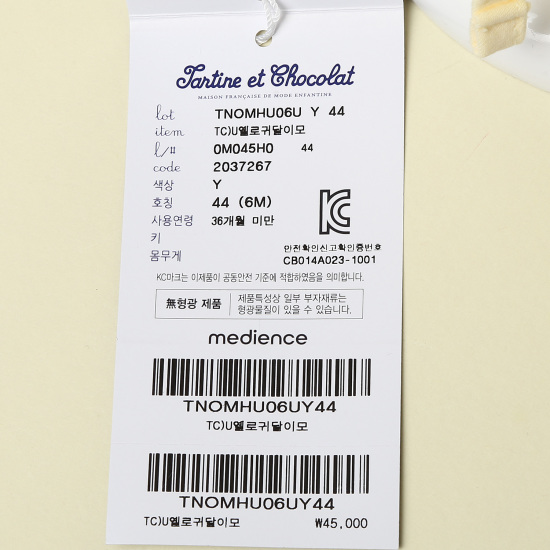 Tartine et Chocolat
MAISON FRANÇAISE DE MODE ENFANTINE
lot TNOMHU06U Y 44
item TC)U옐로귀달이모
l/# 0M045H0 44
code 2037267
색상 Y
호칭 44 (6M)
사용연령 36개월 미만
키
몸무게
안전확인신고확인증번호
CB014A023-1001
KC마크는 이제품이 공동안전 기준에 적합하였음을 의미합니다.
無형광 제품
제품특성상 일부 부자재류는
형광물질이 있을 수 있습니다.
medience
TNOMHU06UY44
TC)U옐로귀달이모
TNOMHU06UY44
TC)U옐로귀달이모 ₩45,000